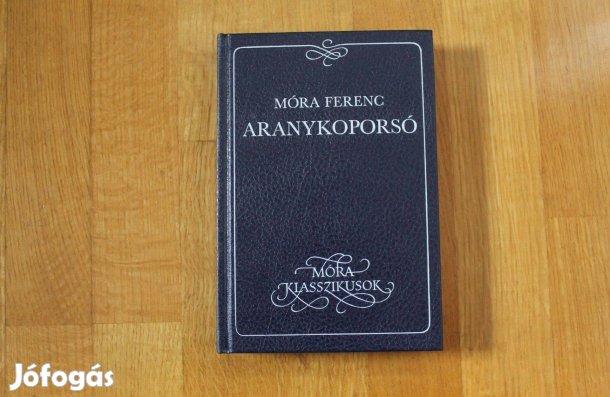 MÓRA FERENC
ARANYKOPORSÓ
MÓRA
KLASSZIKUSOK
Jófogás